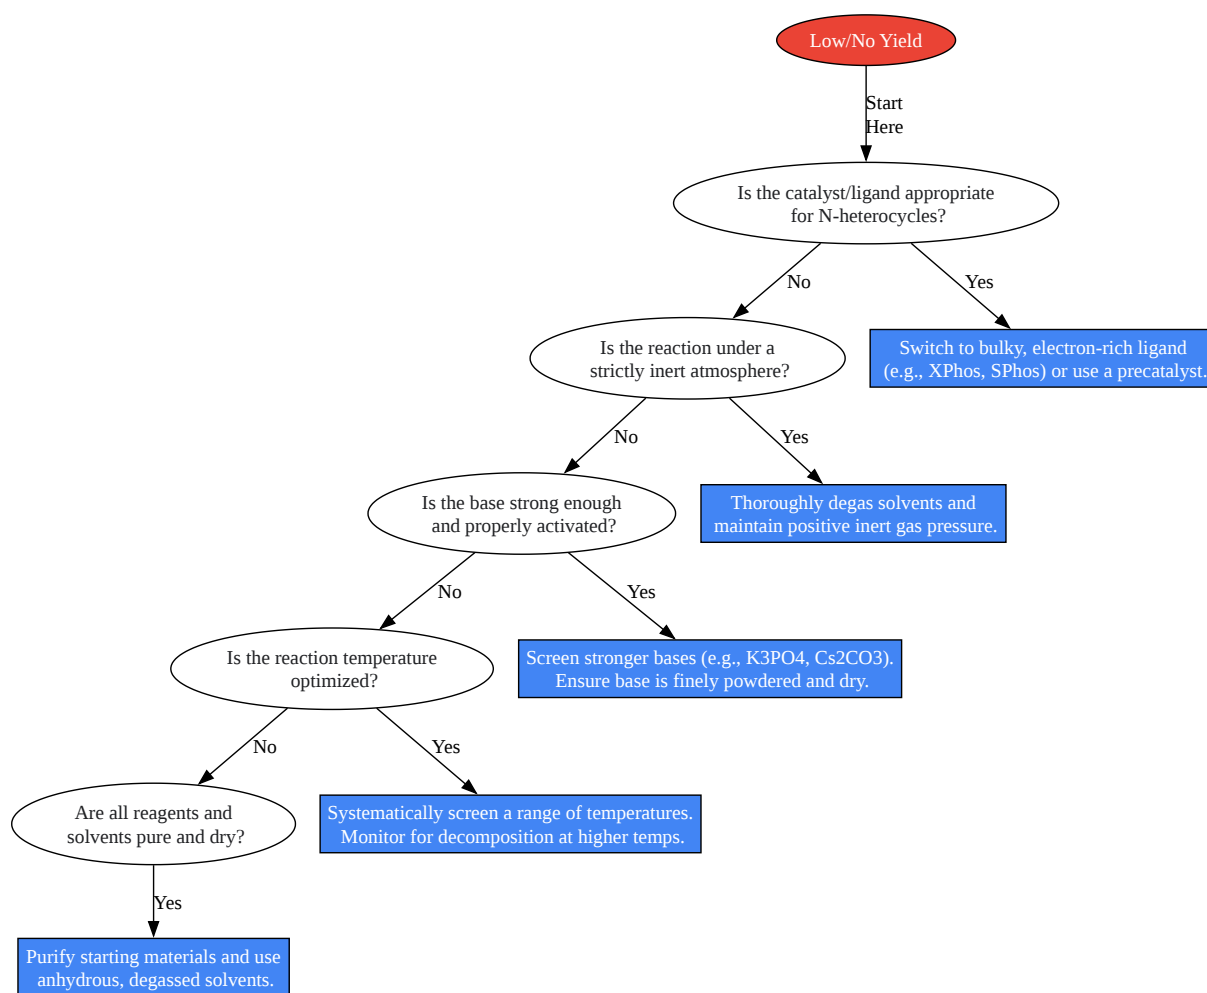 Low/No Yield
Start
Here
Is the catalyst/ligand appropriate
for N-heterocycles?
No
Yes
Is the reaction under a
strictly inert atmosphere?
Switch to bulky, electron-rich ligand
(e.g., XPhos, SPhos) or use a precatalyst.
No
Yes
Is the base strong enough
and properly activated?
Thoroughly degas solvents and
maintain positive inert gas pressure.
No
Yes
Is the reaction temperature
optimized?
Screen stronger bases (e.g., K3PO4, Cs2CO3).
Ensure base is finely powdered and dry.
No
Yes
Are all reagents and
solvents pure and dry?
Systematically screen a range of temperatures.
Monitor for decomposition at higher temps.
Yes
Purify starting materials and use
anhydrous, degassed solvents.